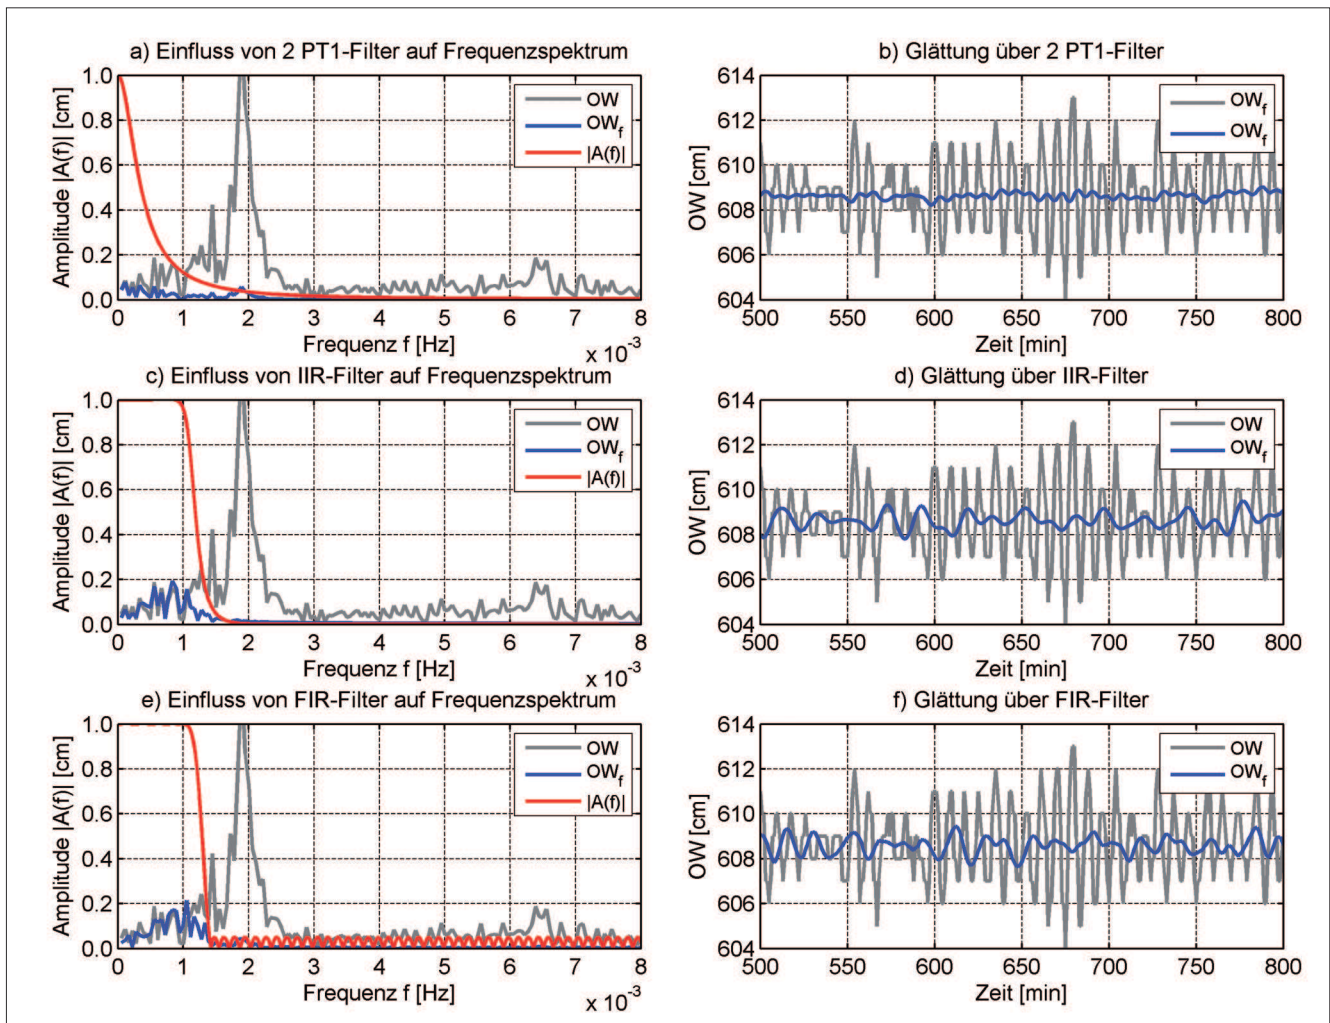 a) Einfluss von 2 PT1-Filter auf Frequenzspektrum
Amplitude |A(f)| [cm]
1.0
0.8
0.6
0.4
0.2
0.0
0 1 2 3 4 5 6 7 8
Frequenz f [Hz]
x 10-3
OW
OWf
|A(f)|
b) Glättung über 2 PT1-Filter
OW [cm]
614
612
610
608
606
604
500 550 600 650 700 750 800
Zeit [min]
OWf
OWf
c) Einfluss von IIR-Filter auf Frequenzspektrum
Amplitude |A(f)| [cm]
1.0
0.8
0.6
0.4
0.2
0.0
0 1 2 3 4 5 6 7 8
Frequenz f [Hz]
x 10-3
OW
OWf
|A(f)|
d) Glättung über IIR-Filter
OW [cm]
614
612
610
608
606
604
500 550 600 650 700 750 800
Zeit [min]
OW
OWf
e) Einfluss von FIR-Filter auf Frequenzspektrum
Amplitude |A(f)| [cm]
1.0
0.8
0.6
0.4
0.2
0.0
0 1 2 3 4 5 6 7 8
Frequenz f [Hz]
x 10-3
OW
OWf
|A(f)|
f) Glättung über FIR-Filter
OW [cm]
614
612
610
608
606
604
500 550 600 650 700 750 800
Zeit [min]
OW
OWf